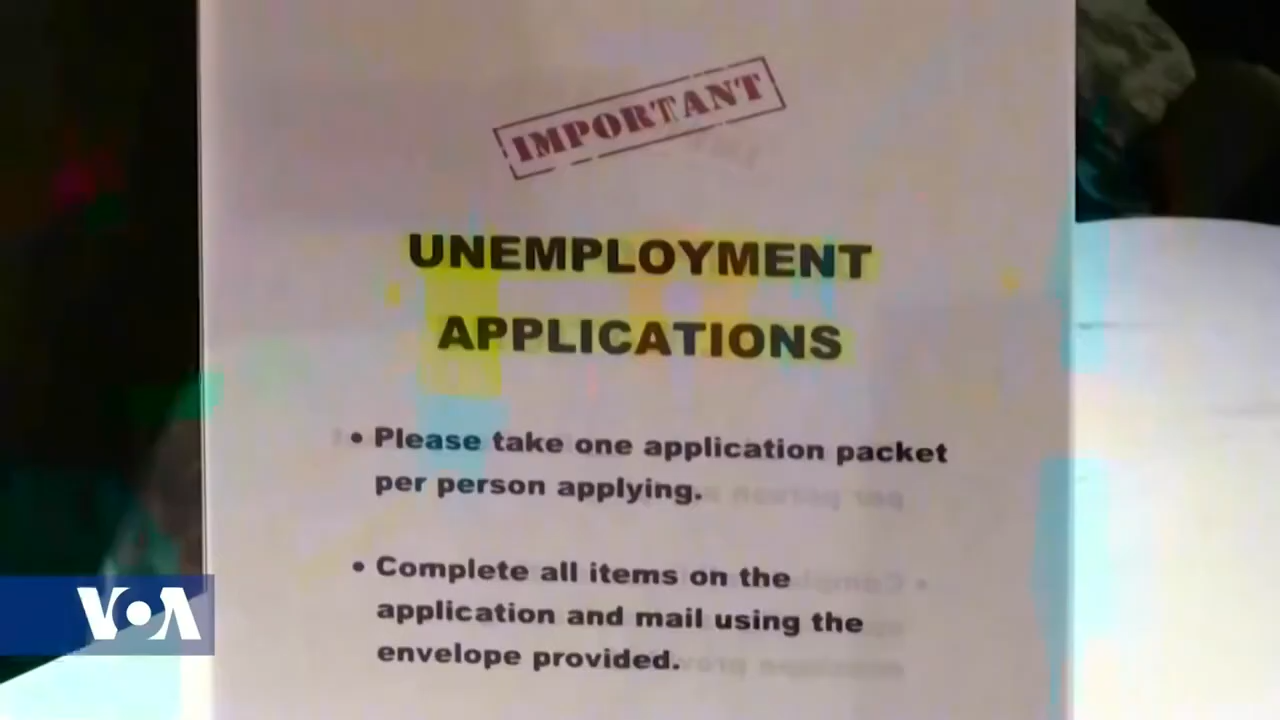 IMPORTANT
UNEMPLOYMENT
APPLICATIONS
• Please take one application packet
per person applying.
• Complete all items on the
application and mail using the
envelope provided.
VOA